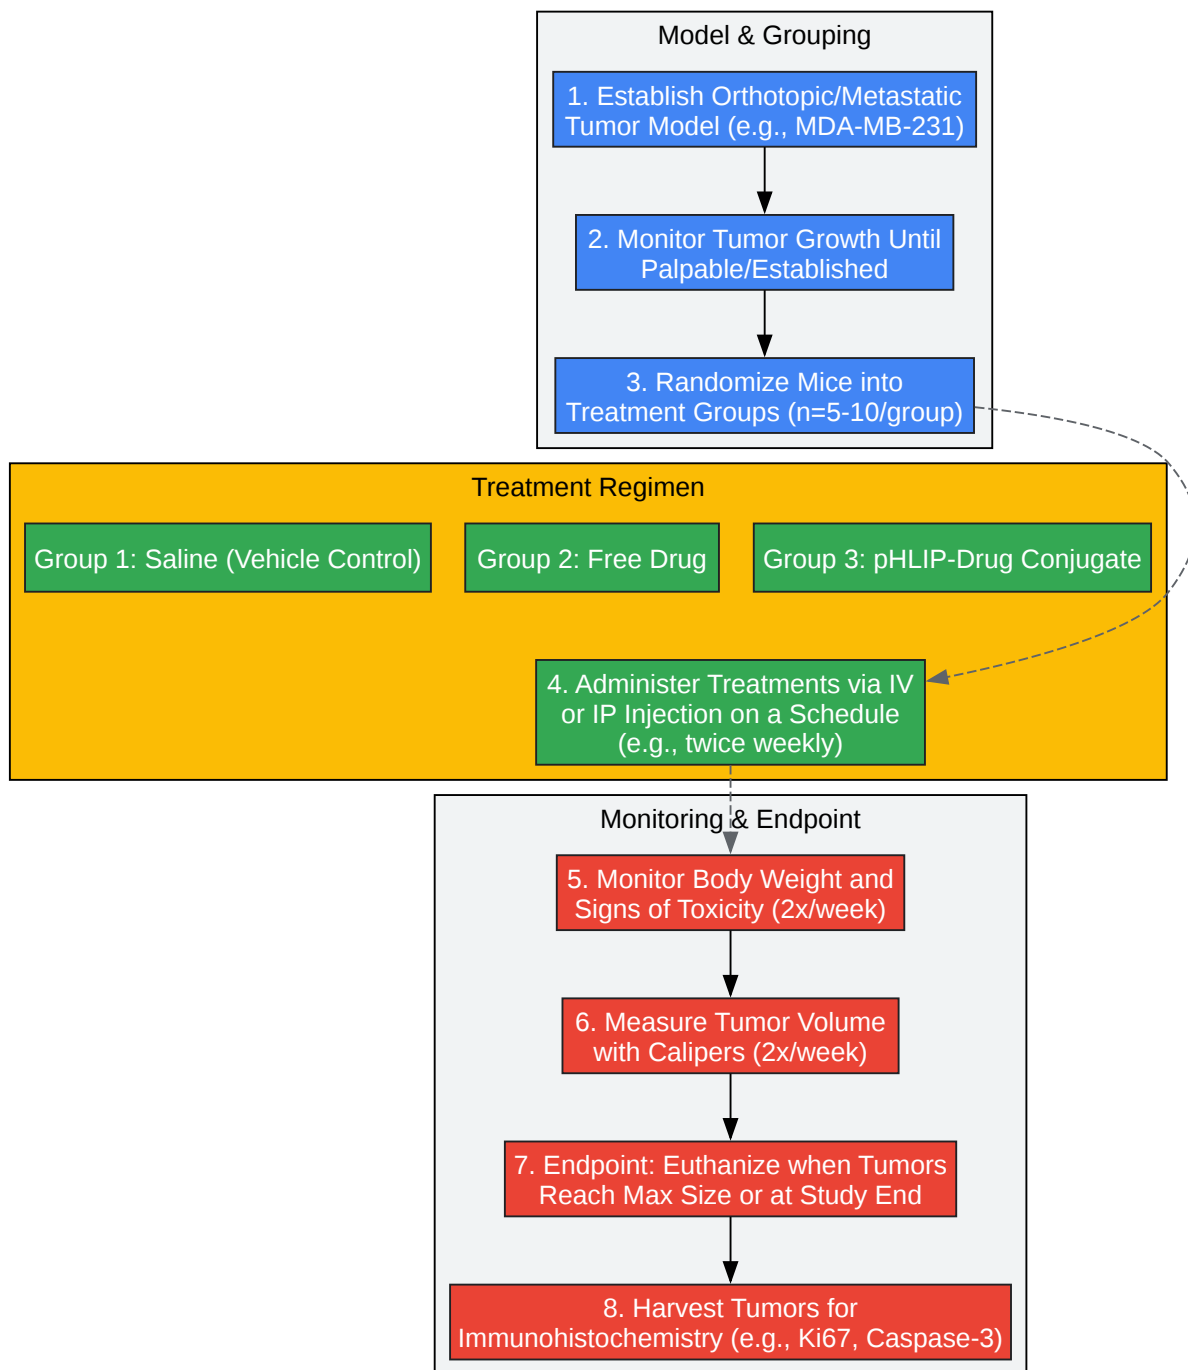 Model & Grouping
1. Establish Orthotopic/Metastatic
Tumor Model (e.g., MDA-MB-231)
2. Monitor Tumor Growth Until
Palpable/Established
3. Randomize Mice into
Treatment Groups (n=5-10/group)
Treatment Regimen
Group 1: Saline (Vehicle Control)
Group 2: Free Drug
Group 3: pHLIP-Drug Conjugate
4. Administer Treatments via IV
or IP Injection on a Schedule
(e.g., twice weekly)
Monitoring & Endpoint
5. Monitor Body Weight and
Signs of Toxicity (2x/week)
6. Measure Tumor Volume
with Calipers (2x/week)
7. Endpoint: Euthanize when Tumors
Reach Max Size or at Study End
8. Harvest Tumors for
Immunohistochemistry (e.g., Ki67, Caspase-3)